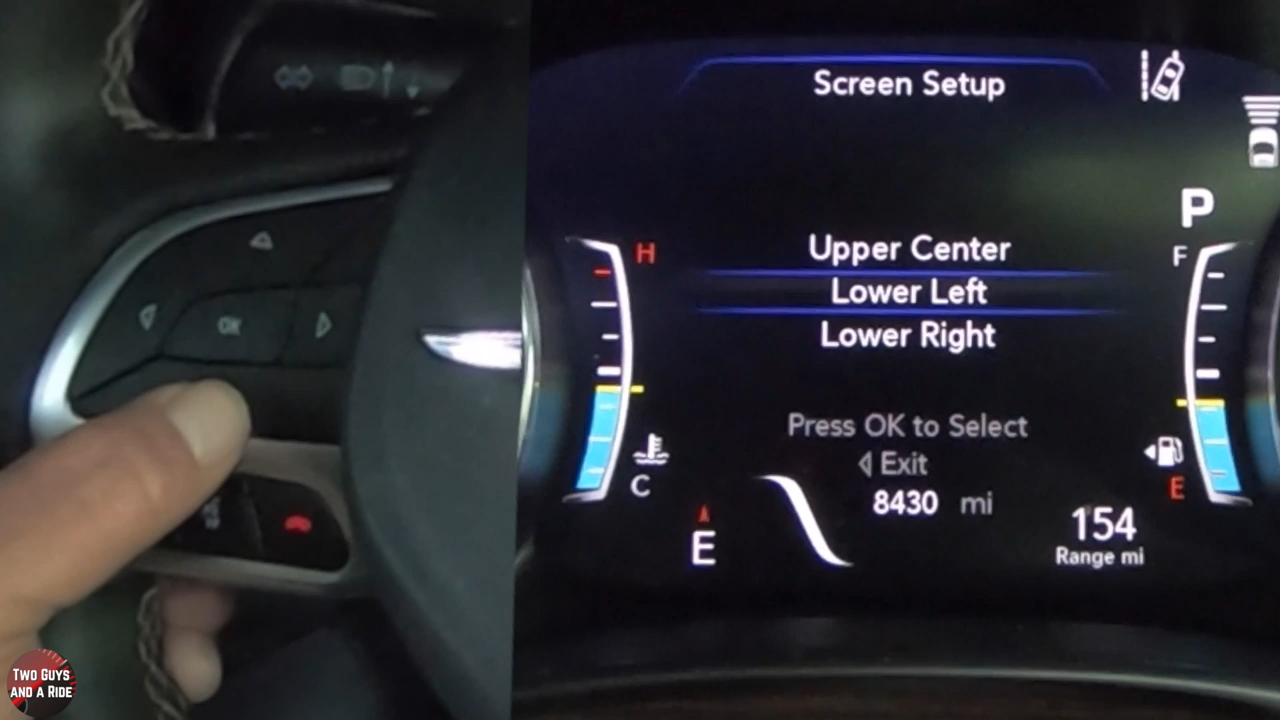 OK
TWO GUYS
AND A RIDE
Screen Setup
P
H
F
Upper Center
Lower Left
Lower Right
Press OK to Select
Exit
C
E
8430 mi
E
154
Range mi